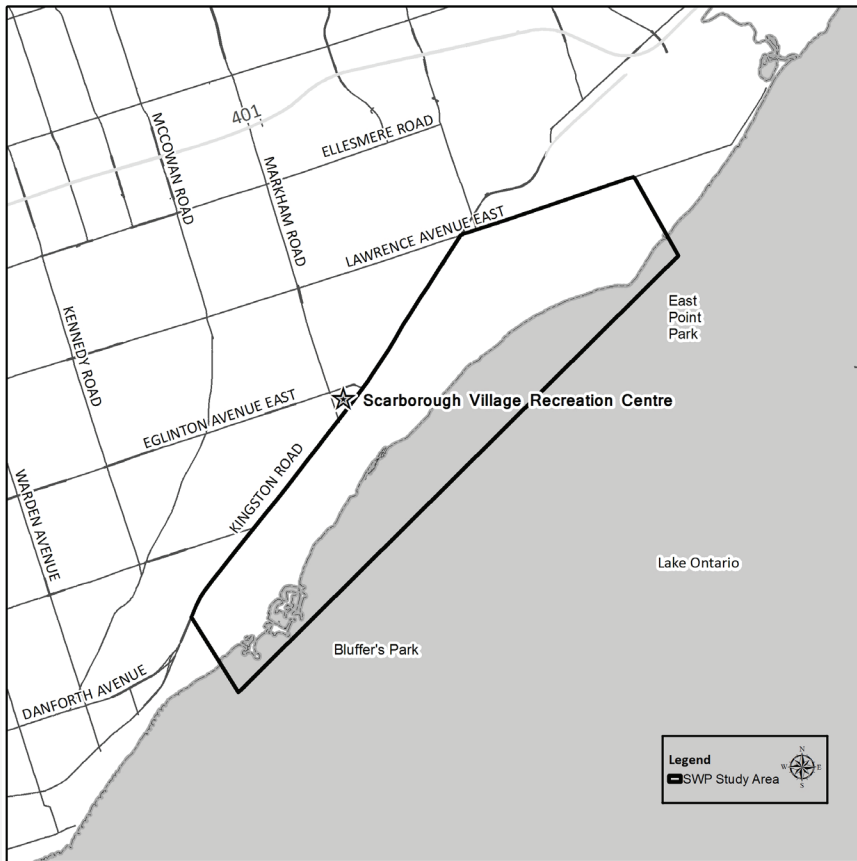 401
MCCOWAN ROAD
ELLESMERE ROAD
MARKHAM ROAD
LAWRENCE AVENUE EAST
East
Point
Park
KENNEDY ROAD
Scarborough Village Recreation Centre
EGLINTON AVENUE EAST
KINGSTON ROAD
WARDEN AVENUE
Lake Ontario
Bluffer's Park
DANFORTH AVENUE
Legend
SWP Study Area
N
W
E
S